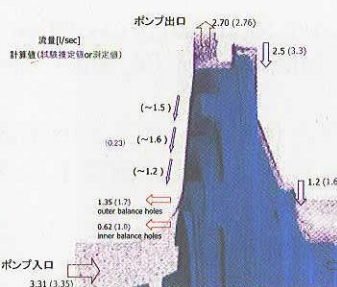 ポンプ出口
2.70 (2.76)
流量[l/sec]
計算値(試験推定値or測定値)
2.5 (3.3)
(~1.5)
(0.23)
(~1.6)
(~1.2)
1.35 (1.7)
outer balance holes
1.2 (1.6
0.62 (1.0)
inner balance holes
ポンプ入口
3.31 (3.35)